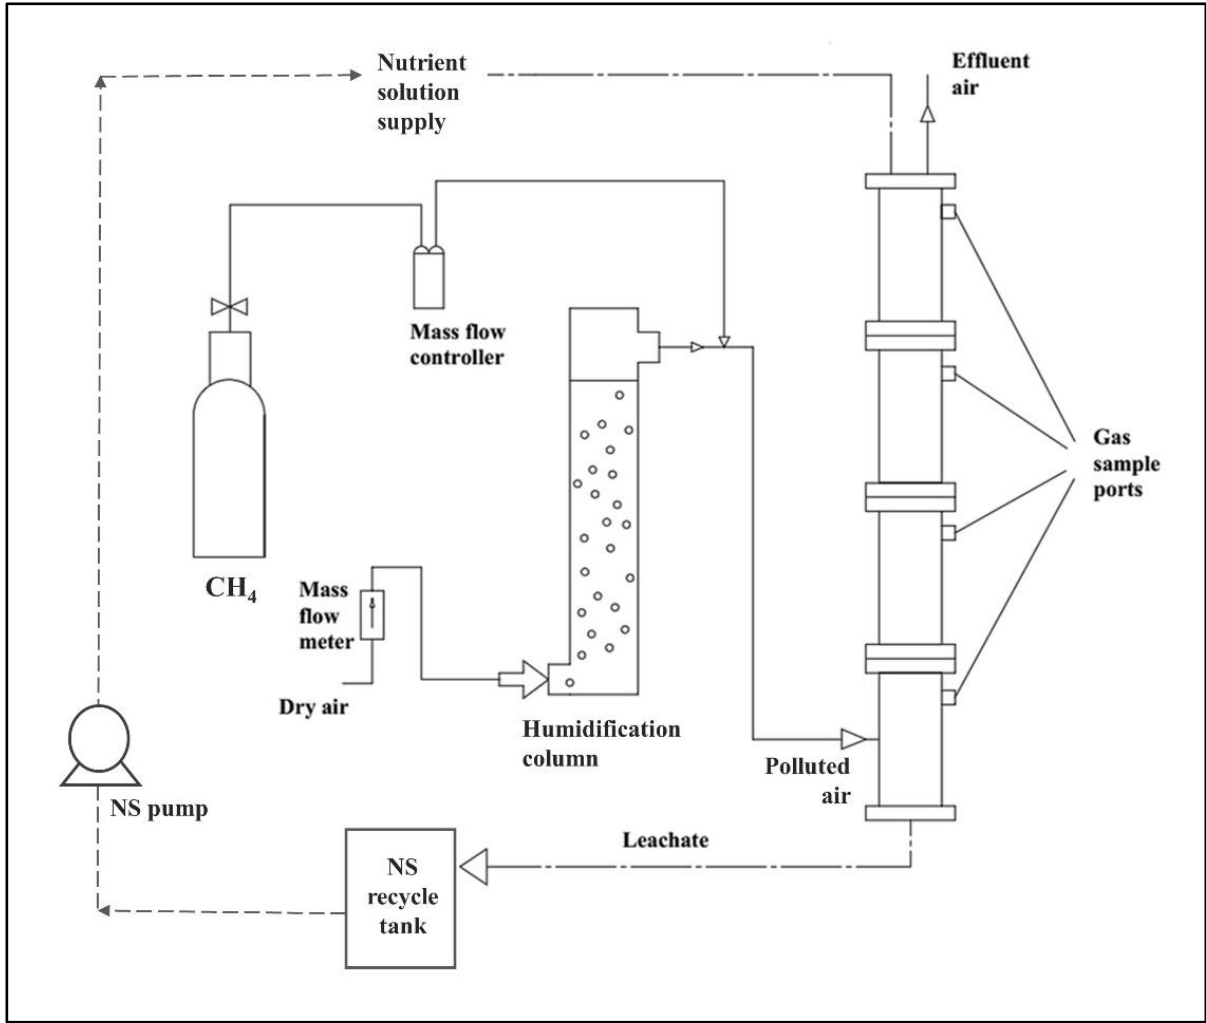 Nutrient
solution
supply
Effluent
air
Mass flow
controller
Gas
sample
ports
CH₄
Mass
flow
meter
Dry air
Humidification
column
Polluted
air
NS pump
Leachate
NS
recycle
tank